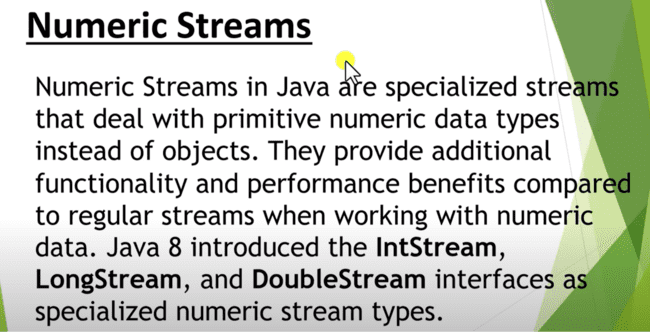 Numeric Streams
Numeric Streams in Java are specialized streams
that deal with primitive numeric data types
instead of objects. They provide additional
functionality and performance benefits compared
to regular streams when working with numeric
data. Java 8 introduced the IntStream,
LongStream, and DoubleStream interfaces as
specialized numeric stream types.